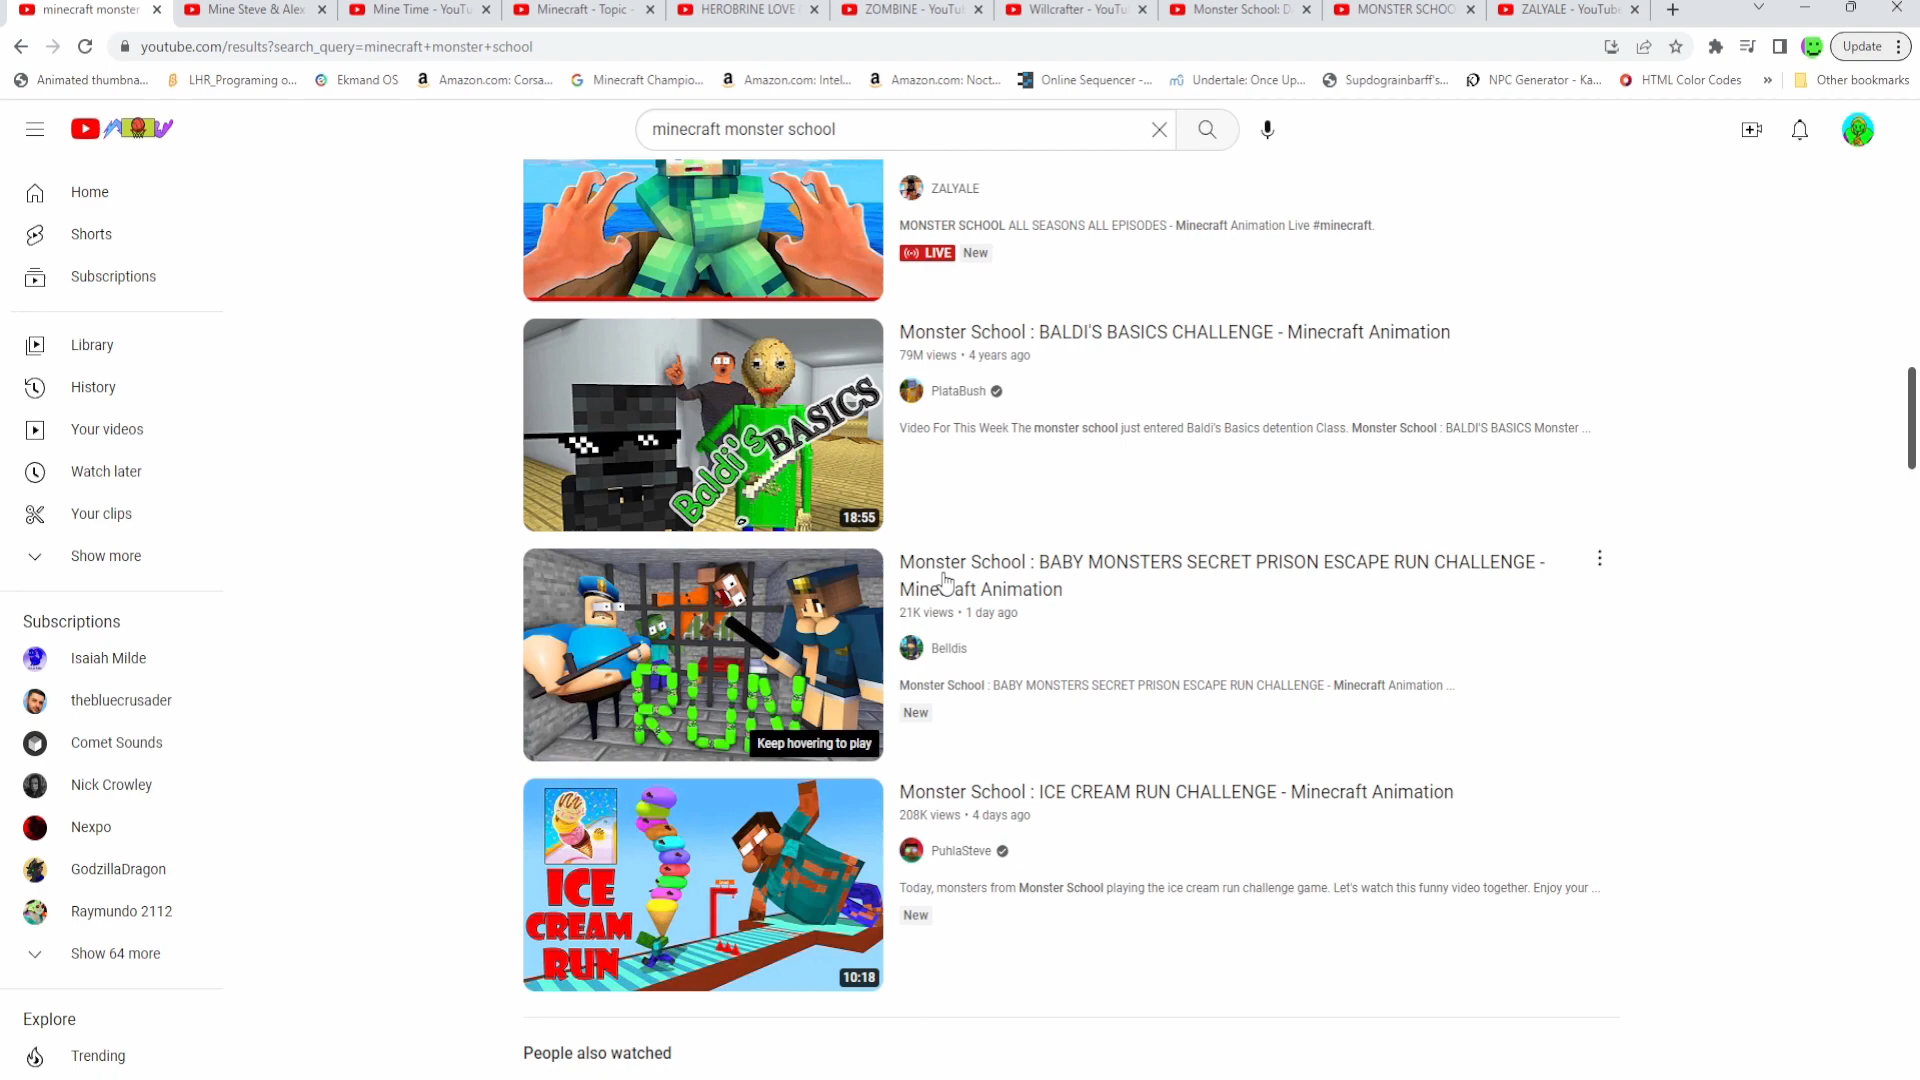 minecraft monster
Mine Steve & Alex
Mine Time - YouTu
Minecraft - Topic -
HEROBRINE LOVE
ZOMBINE - YouTu
Willcrafter - YouTu
Monster School: D
MONSTER SCHOO
ZALYALE - YouTube
youtube.com/results?search_query=minecraft+monster+school
Update
Animated thumbna...
LHR_Programing o...
Ekmand OS
Amazon.com: Corsa...
Minecraft Champio...
Amazon.com: Intel...
Amazon.com: Noct...
Online Sequencer -...
Undertale: Once Up...
Supdograinbarff's...
NPC Generator - Ka...
HTML Color Codes
»
Other bookmarks
minecraft monster school
Home
Shorts
Subscriptions
Library
History
Your videos
Watch later
Your clips
Show more
Subscriptions
Isaiah Milde
thebluecrusader
Comet Sounds
Nick Crowley
Nexpo
GodzillaDragon
Raymundo 2112
Show 64 more
Explore
Trending
ZALYALE
MONSTER SCHOOL ALL SEASONS ALL EPISODES - Minecraft Animation Live #minecraft.
LIVE New
Baldi's BASICS
18:55
Monster School : BALDI'S BASICS CHALLENGE - Minecraft Animation
79M views • 4 years ago
PlataBush
Video For This Week The monster school just entered Baldi's Basics detention Class. Monster School : BALDI'S BASICS Monster ...
RUN
Keep hovering to play
Monster School : BABY MONSTERS SECRET PRISON ESCAPE RUN CHALLENGE -
Minecraft Animation
21K views • 1 day ago
Belldis
Monster School : BABY MONSTERS SECRET PRISON ESCAPE RUN CHALLENGE - Minecraft Animation ...
New
ICE
CREAM
RUN
10:18
Monster School : ICE CREAM RUN CHALLENGE - Minecraft Animation
208K views • 4 days ago
PuhlaSteve
Today, monsters from Monster School playing the ice cream run challenge game. Let's watch this funny video together. Enjoy your ...
New
People also watched